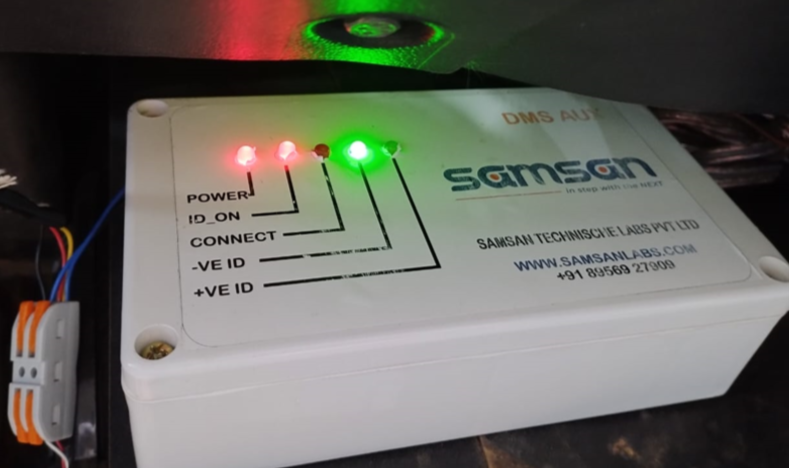 DMS AUX
samsan
in step with the NEXT
POWER
ID_ON
CONNECT
-VE ID
+VE ID
SAMSAN TECHNISCHE LABS PVT LTD
WWW.SAMSANLABS.COM
+91 89569 27909